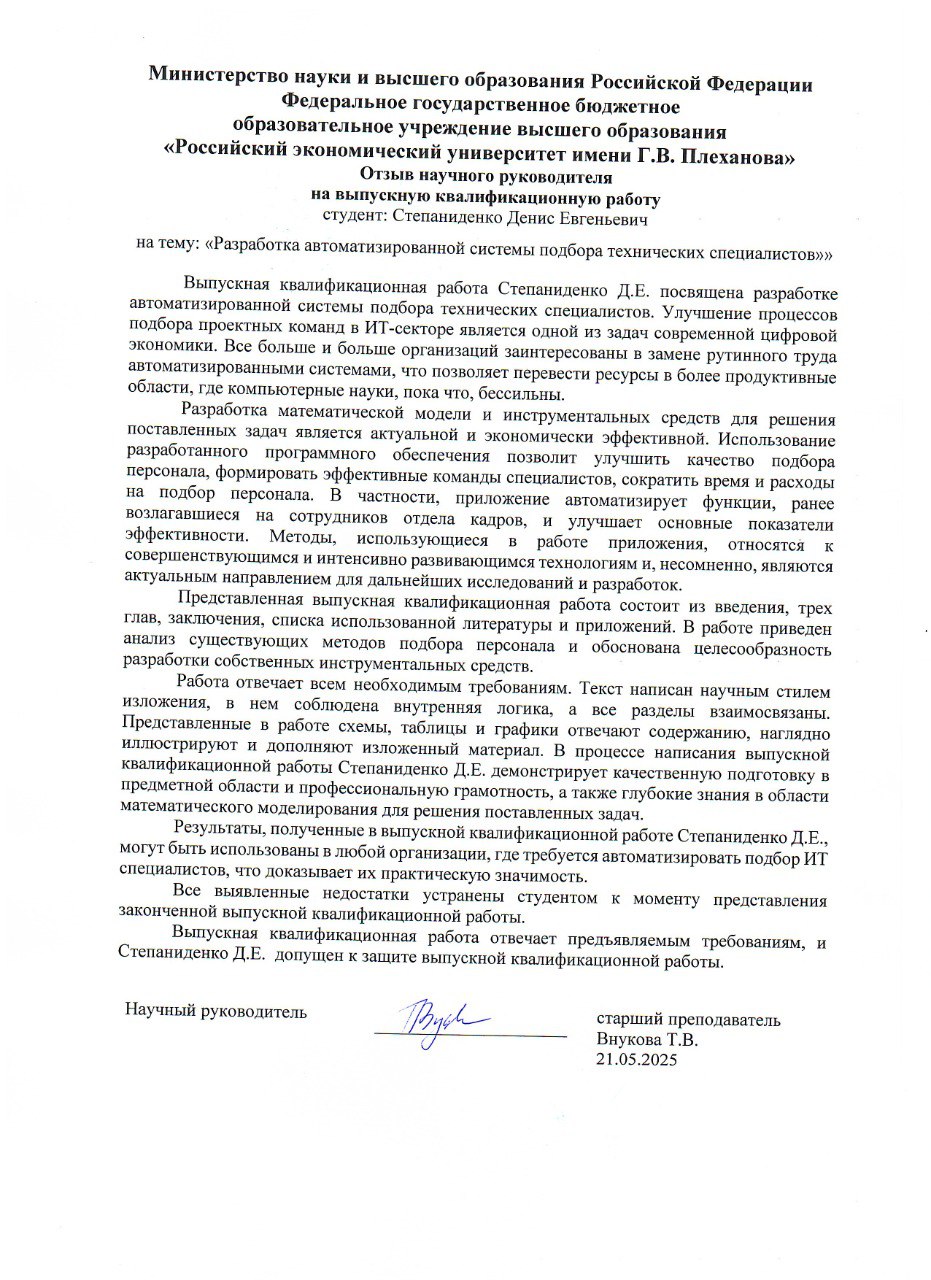 Министерство науки и высшего образования Российской Федерации
Федеральное государственное бюджетное
образовательное учреждение высшего образования
«Российский экономический университет имени Г.В. Плеханова»
Отзыв научного руководителя
на выпускную квалификационную работу
студент: Степаниденко Денис Евгеньевич
на тему: «Разработка автоматизированной системы подбора технических специалистов»»
Выпускная квалификационная работа Степаниденко Д.Е. посвящена разработке
автоматизированной системы подбора технических специалистов. Улучшение процессов
подбора проектных команд в ИТ-секторе является одной из задач современной цифровой
экономики. Все больше и больше организаций заинтересованы в замене рутинного труда
автоматизированными системами, что позволяет перевести ресурсы в более продуктивные
области, где компьютерные науки, пока что, бессильны.
Разработка математической модели и инструментальных средств для решения
поставленных задач является актуальной и экономически эффективной. Использование
разработанного программного обеспечения позволит улучшить качество подбора
персонала, формировать эффективные команды специалистов, сократить время и расходы
на подбор персонала. В частности, приложение автоматизирует функции, ранее
возлагавшиеся на сотрудников отдела кадров, и улучшает основные показатели
эффективности. Методы, использующиеся в работе приложения, относятся к
совершенствующимся и интенсивно развивающимся технологиям и, несомненно, являются
актуальным направлением для дальнейших исследований и разработок.
Представленная выпускная квалификационная работа состоит из введения, трех
глав, заключения, списка использованной литературы и приложений. В работе приведен
анализ существующих методов подбора персонала и обоснована целесообразность
разработки собственных инструментальных средств.
Работа отвечает всем необходимым требованиям. Текст написан научным стилем
изложения, в нем соблюдена внутренняя логика, а все разделы взаимосвязаны.
Представленные в работе схемы, таблицы и графики отвечают содержанию, наглядно
иллюстрируют и дополняют изложенный материал. В процессе написания выпускной
квалификационной работы Степаниденко Д.Е. демонстрирует качественную подготовку в
предметной области и профессиональную грамотность, а также глубокие знания в области
математического моделирования для решения поставленных задач.
Результаты, полученные в выпускной квалификационной работе Степаниденко Д.Е.,
могут быть использованы в любой организации, где требуется автоматизировать подбор ИТ
специалистов, что доказывает их практическую значимость.
Все выявленные недостатки устранены студентом к моменту представления
законченной выпускной квалификационной работы.
Выпускная квалификационная работа отвечает предъявляемым требованиям, и
Степаниденко Д.Е. допущен к защите выпускной квалификационной работы.
Научный руководитель
старший преподаватель
Внукова Т.В.
21.05.2025